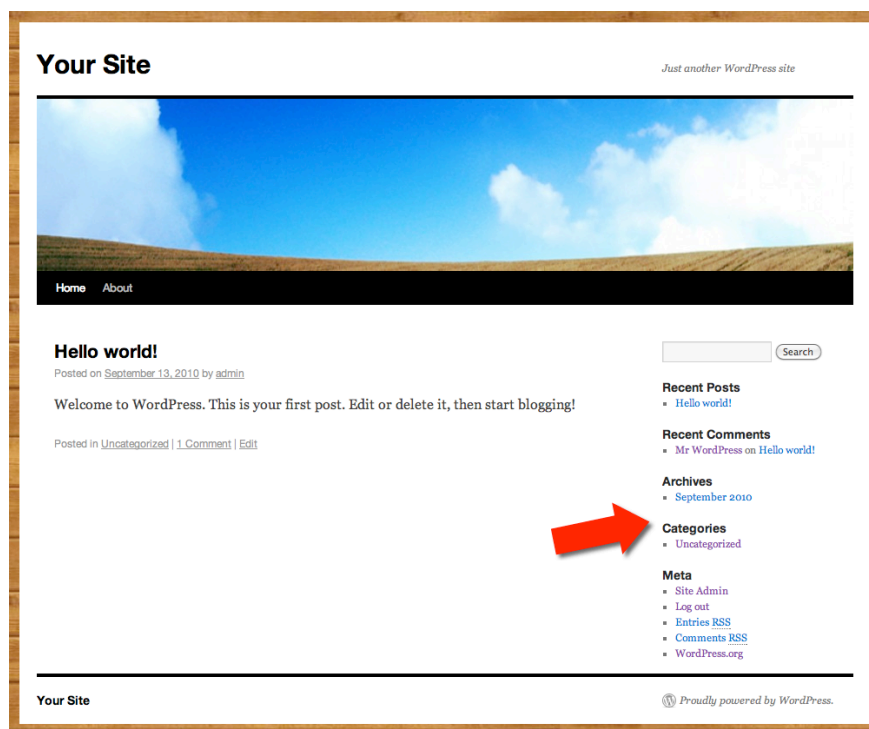 Your Site
Just another WordPress site
Home About
Hello world!
Posted on September 13, 2010 by admin
Welcome to WordPress. This is your first post. Edit or delete it, then start blogging!
Posted in Uncategorized | 1 Comment | Edit
Search
Recent Posts
Hello world!
Recent Comments
Mr WordPress on Hello world!
Archives
September 2010
Categories
Uncategorized
Meta
Site Admin
Log out
Entries RSS
Comments RSS
WordPress.org
Your Site
Proudly powered by WordPress.